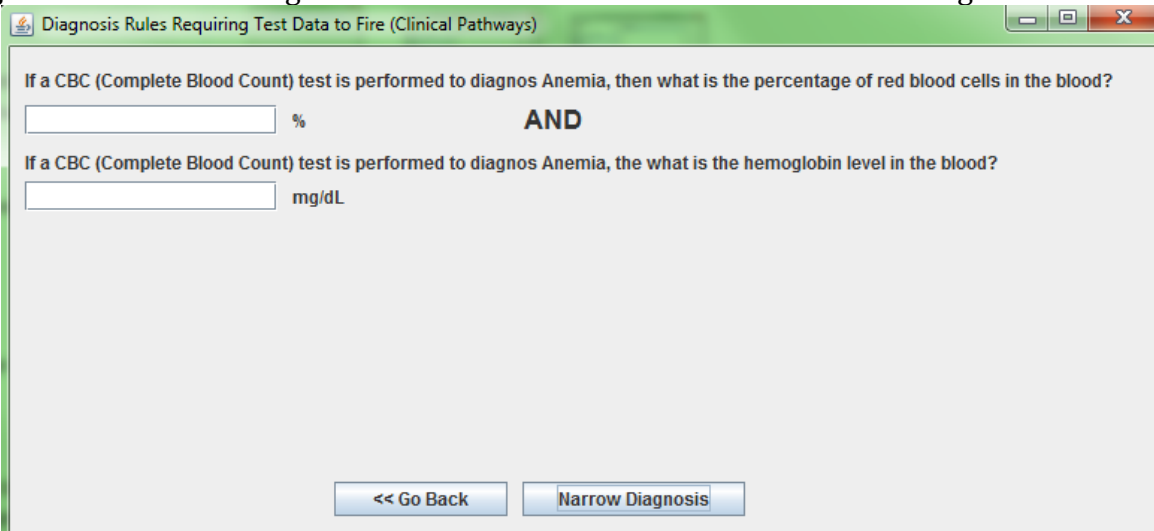 Diagnosis Rules Requiring Test Data to Fire (Clinical Pathways)
If a CBC (Complete Blood Count) test is performed to diagnos Anemia, then what is the percentage of red blood cells in the blood?
% AND
If a CBC (Complete Blood Count) test is performed to diagnos Anemia, the what is the hemoglobin level in the blood?
mg/dL
<< Go Back Narrow Diagnosis